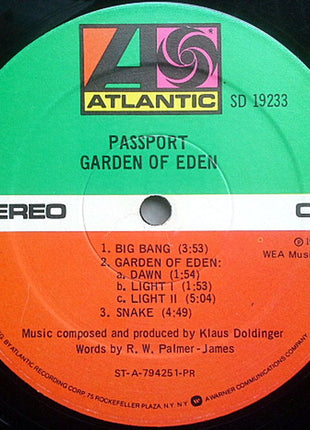 ATLANTIC
SD 19233
PASSPORT
GARDEN OF EDEN
EREO
1. BIG BANG (3:53)
2. GARDEN OF EDEN:
a. DAWN (1:54)
b. LIGHT I (1:53)
c. LIGHT II (5:04)
3. SNAKE (4:49)
WEA Musi
Music composed and produced by Klaus Doldinger
Words by R. W. Palmer-James
ST-A-794251-PR
BY ATLANTIC RECORDING CORP., 75 ROCKEFELLER PLAZA, N.Y. NY. A WARNER COMMUNICATIONS COMPANY